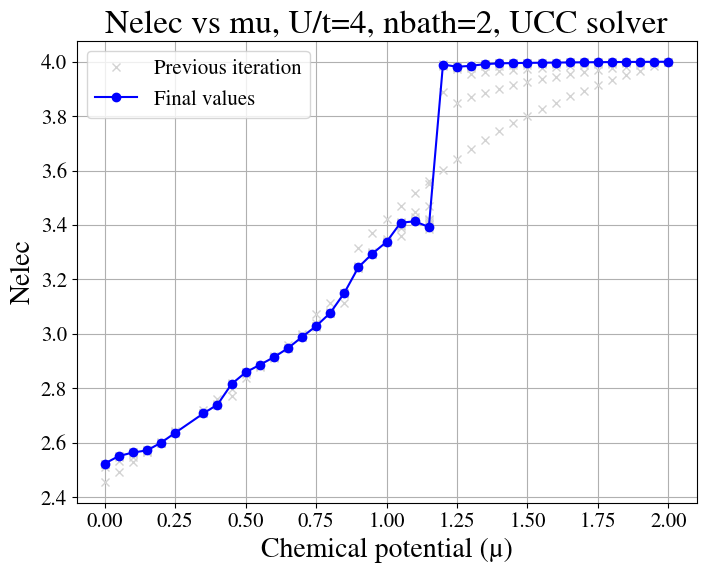 Nelec vs mu, U/t=4, nbath=2, UCC solver
Previous iteration
Final values
Nelec
4.0
3.8
3.6
3.4
3.2
3.0
2.8
2.6
2.4
0.00 0.25 0.50 0.75 1.00 1.25 1.50 1.75 2.00
Chemical potential (μ)